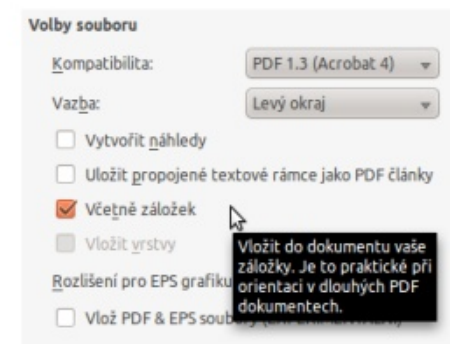 Volby souboru
Kompatibilita: PDF 1.3 (Acrobat 4)
Vazba: Levý okraj
Vytvořit náhledy
Uložit propojené textové rámce jako PDF články
Včetně záložek
Vložit vrstvy
Vložit do dokumentu vaše
záložky. Je to praktické při
orientaci v dlouhých PDF
dokumentech.
Rozlišení pro EPS grafiku
Vlož PDF & EPS